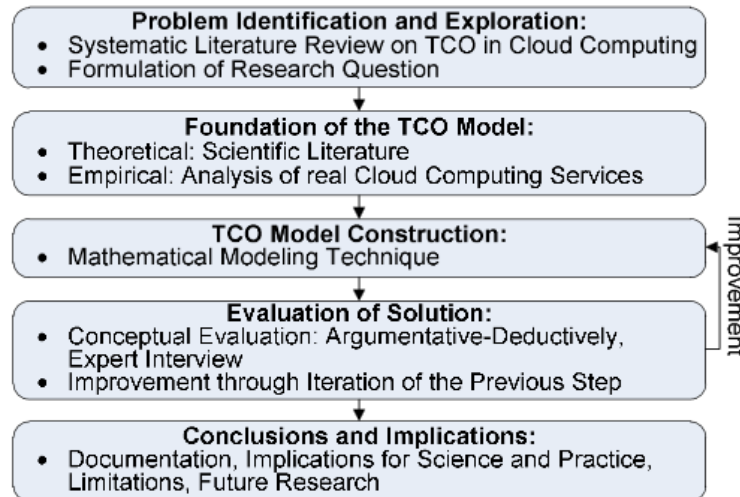 Problem Identification and Exploration:
• Systematic Literature Review on TCO in Cloud Computing
• Formulation of Research Question
Foundation of the TCO Model:
• Theoretical: Scientific Literature
• Empirical: Analysis of real Cloud Computing Services
TCO Model Construction:
• Mathematical Modeling Technique
Improvement
Evaluation of Solution:
• Conceptual Evaluation: Argumentative-Deductively,
Expert Interview
• Improvement through Iteration of the Previous Step
Conclusions and Implications:
• Documentation, Implications for Science and Practice,
Limitations, Future Research